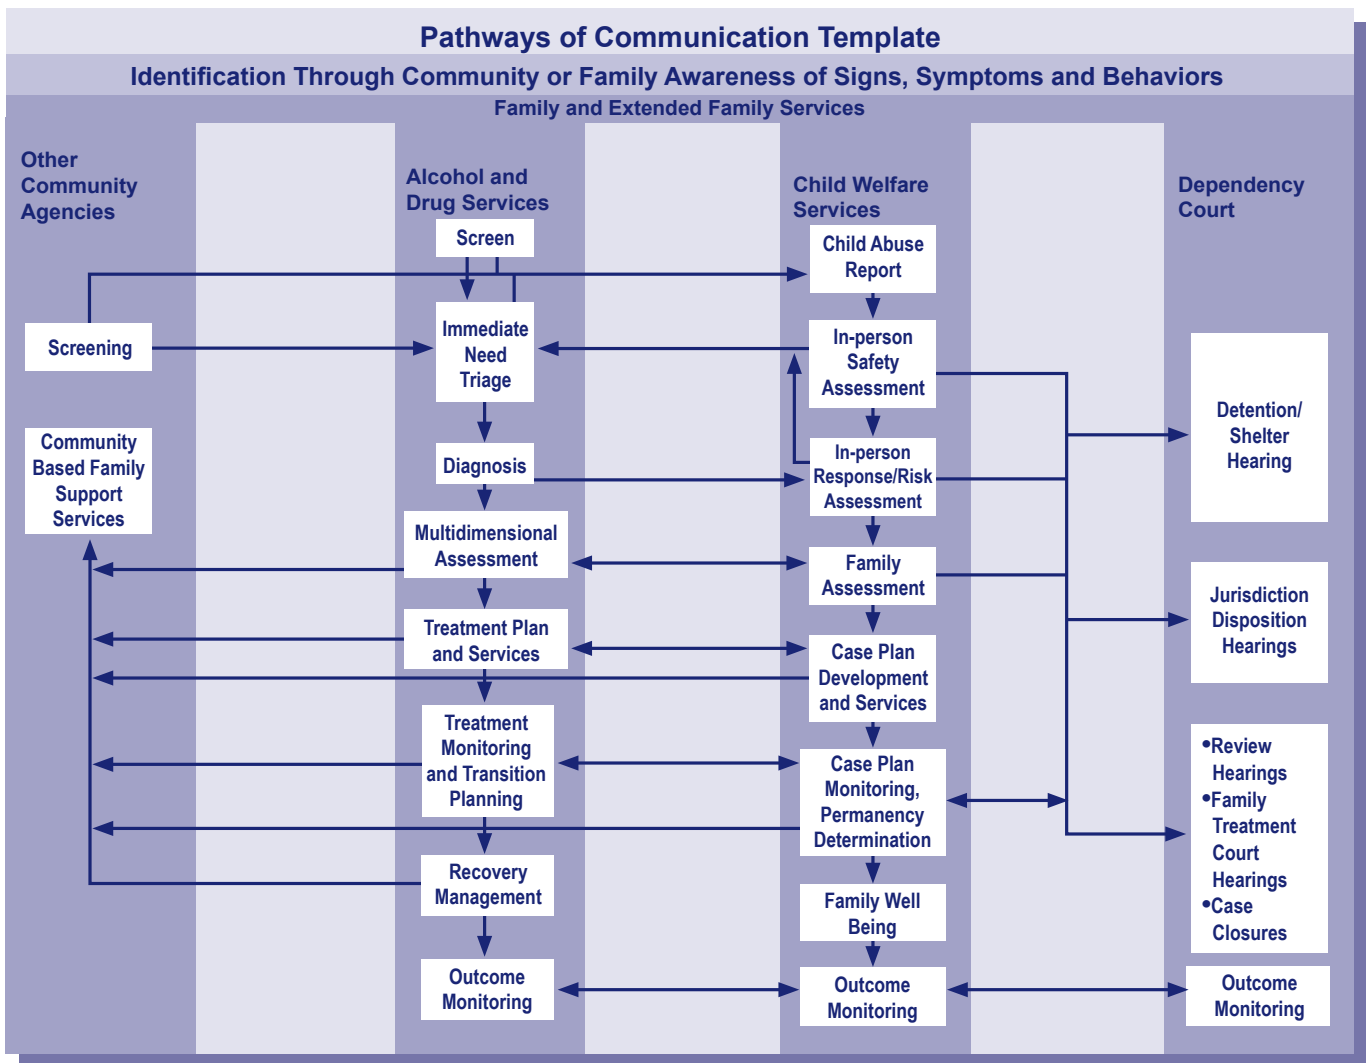 Pathways of Communication Template
Identification Through Community or Family Awareness of Signs, Symptoms and Behaviors
Family and Extended Family Services
Other
Community
Agencies
Screening
Community
Based Family
Support
Services
Alcohol and
Drug Services
Screen
Immediate
Need
Triage
Diagnosis
Multidimensional
Assessment
Treatment Plan
and Services
Treatment
Monitoring
and Transition
Planning
Recovery
Management
Outcome
Monitoring
Child Welfare
Services
Child Abuse
Report
In-person
Safety
Assessment
In-person
Response/Risk
Assessment
Family
Assessment
Case Plan
Development
and Services
Case Plan
Monitoring,
Permanency
Determination
Family Well
Being
Outcome
Monitoring
Dependency
Court
Detention/
Shelter
Hearing
Jurisdiction
Disposition
Hearings
•Review
Hearings
•Family
Treatment
Court
Hearings
•Case
Closures
Outcome
Monitoring